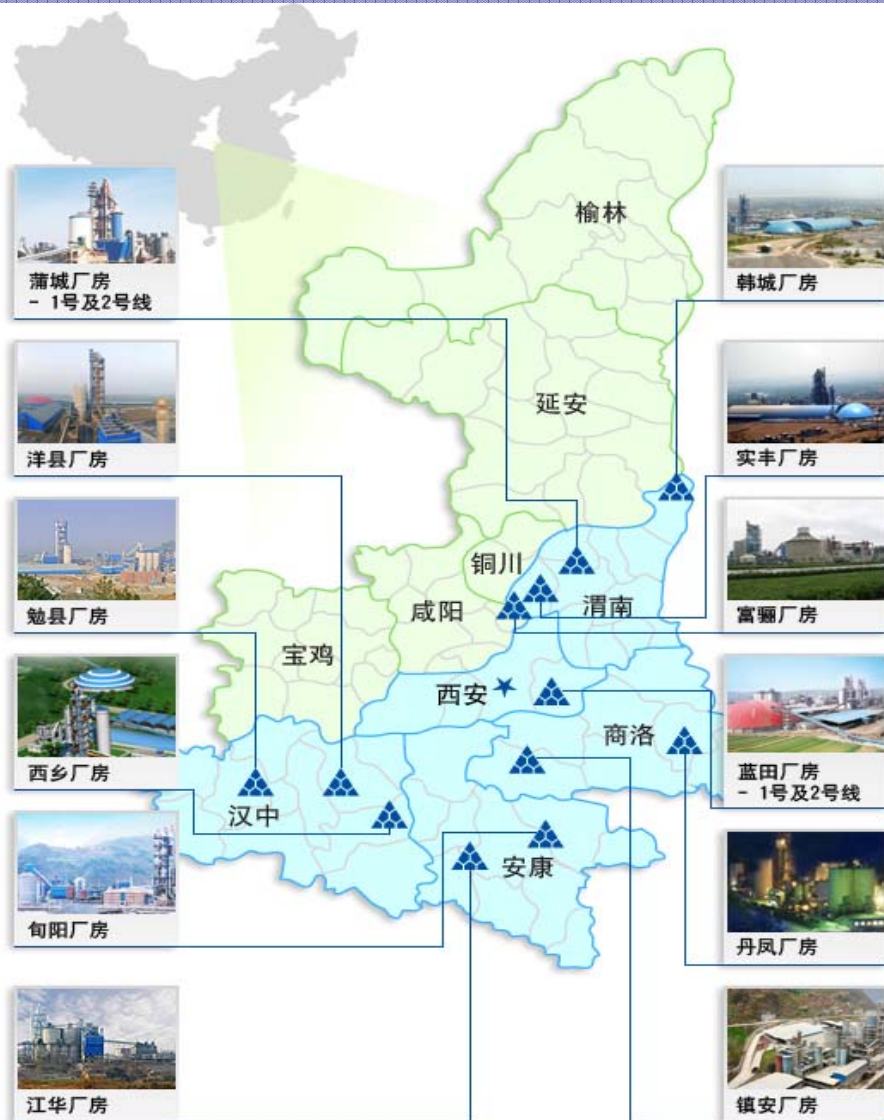 蒲城厂房
- 1号及2号线
洋县厂房
勉县厂房
西乡厂房
旬阳厂房
江华厂房
榆林
延安
铜川
咸阳
渭南
宝鸡
西安
商洛
汉中
安康
韩城厂房
实丰厂房
富骊厂房
蓝田厂房
- 1号及2号线
丹凤厂房
镇安厂房